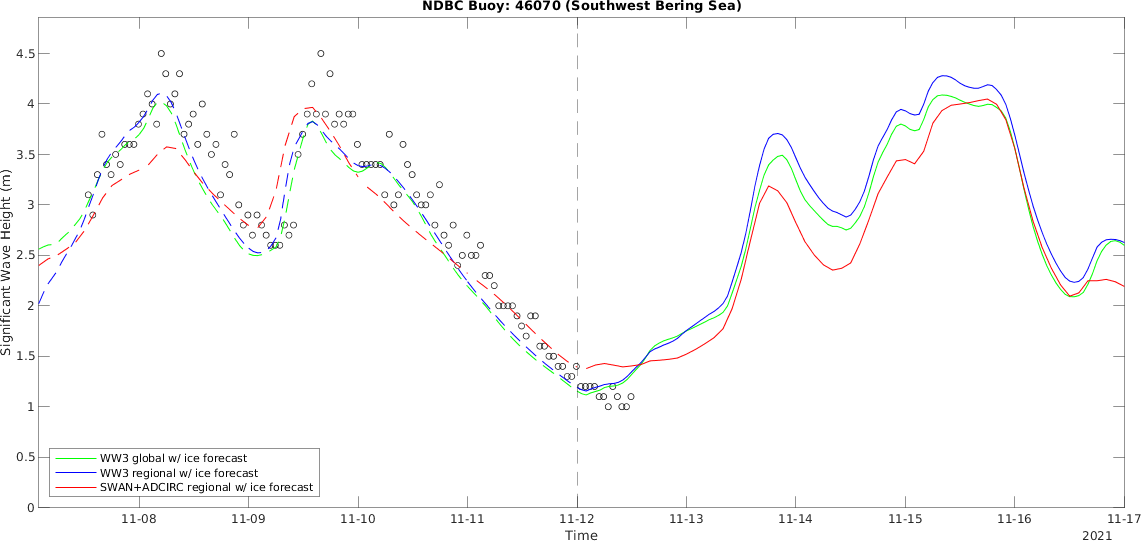 NDBC Buoy: 46070 (Southwest Bering Sea)
Significant Wave Height (m)
4.5
4
3.5
3
2.5
2
1.5
1
0.5
0
WW3 global w/ ice forecast
WW3 regional w/ ice forecast
SWAN+ADCIRC regional w/ ice forecast
11-08 11-09 11-10 11-11 11-12 11-13 11-14 11-15 11-16 11-17
Time
2021